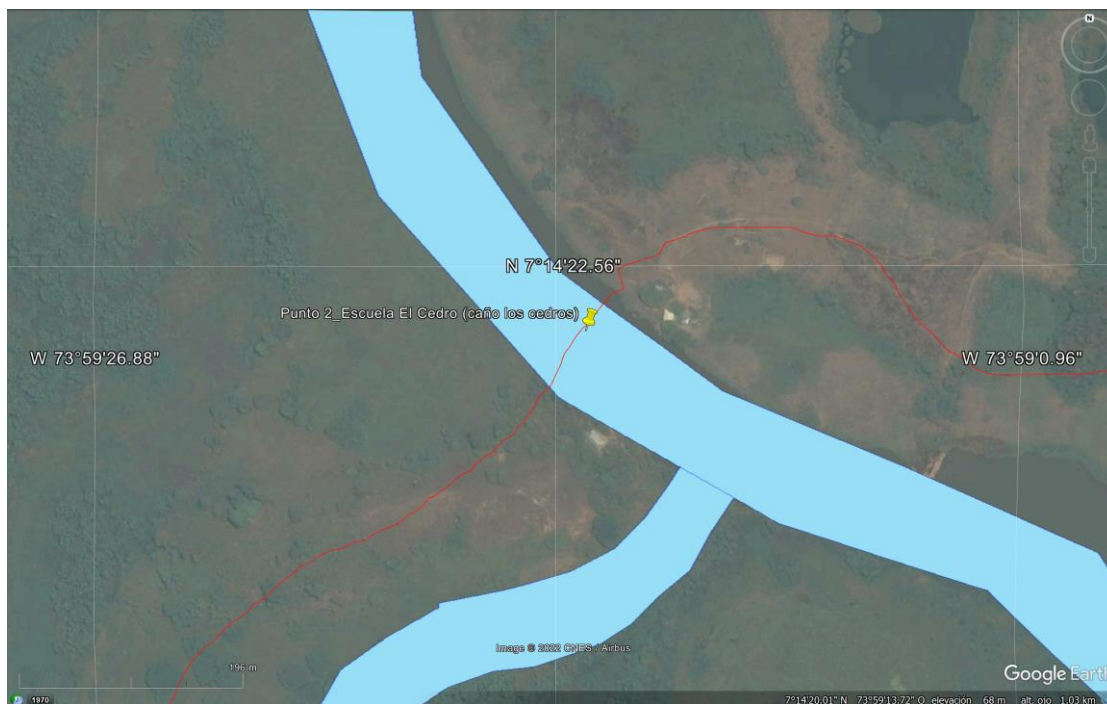 N
N 7°14'22.56"
Punto 2_Escuela El Cedro (caño los cedros)
W 73°59'26.88"
W 73°59'0.96"
Image © 2022 CNES / Airbus
196 m
Google Earth
1970
7°14'20.01" N 73°59'13.72" O elevación 68 m alt. ojo 1.03 km